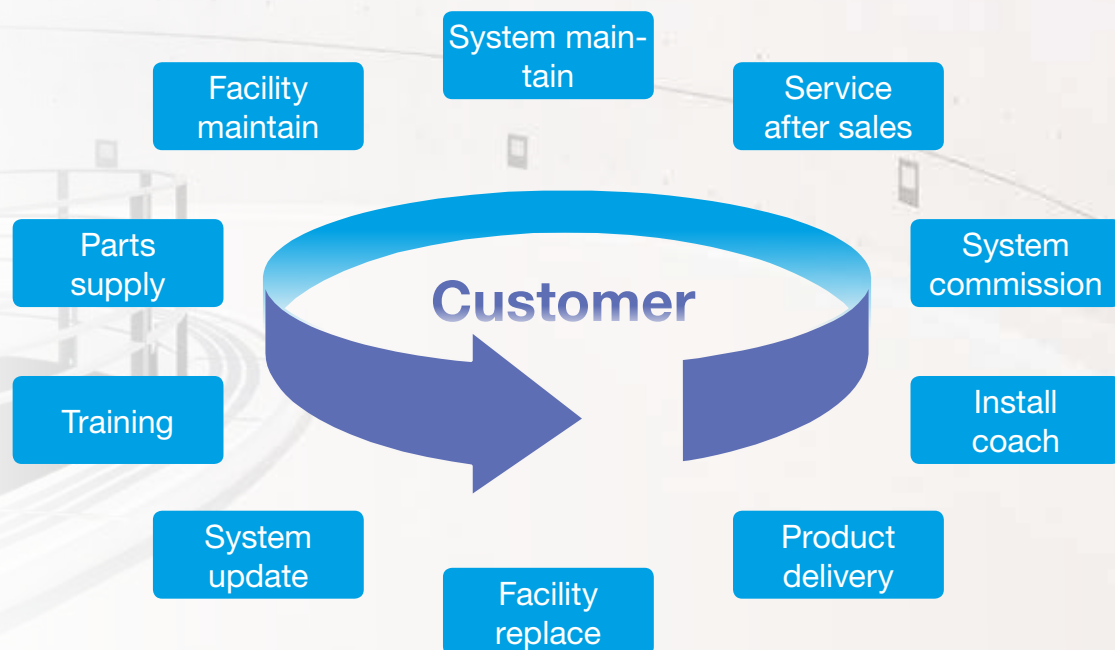 System main-
tain
Facility
maintain
Service
after sales
Parts
supply
Customer
System
commission
Training
Install
coach
System
update
Product
delivery
Facility
replace